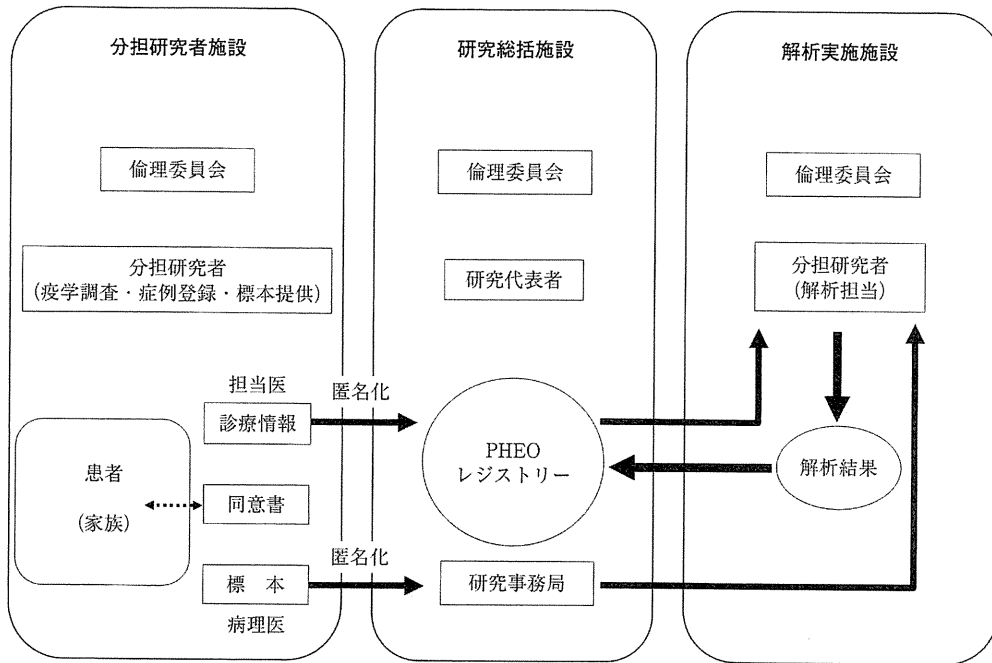 分担研究者施設
倫理委員会
分担研究者
(疫学調査・症例登録・標本提供)
担当医
診療情報
患者
(家族)
同意書
標 本
病理医
匿名化
匿名化
研究総括施設
倫理委員会
研究代表者
PHEO
レジストリー
研究事務局
解析実施施設
倫理委員会
分担研究者
(解析担当)
解析結果